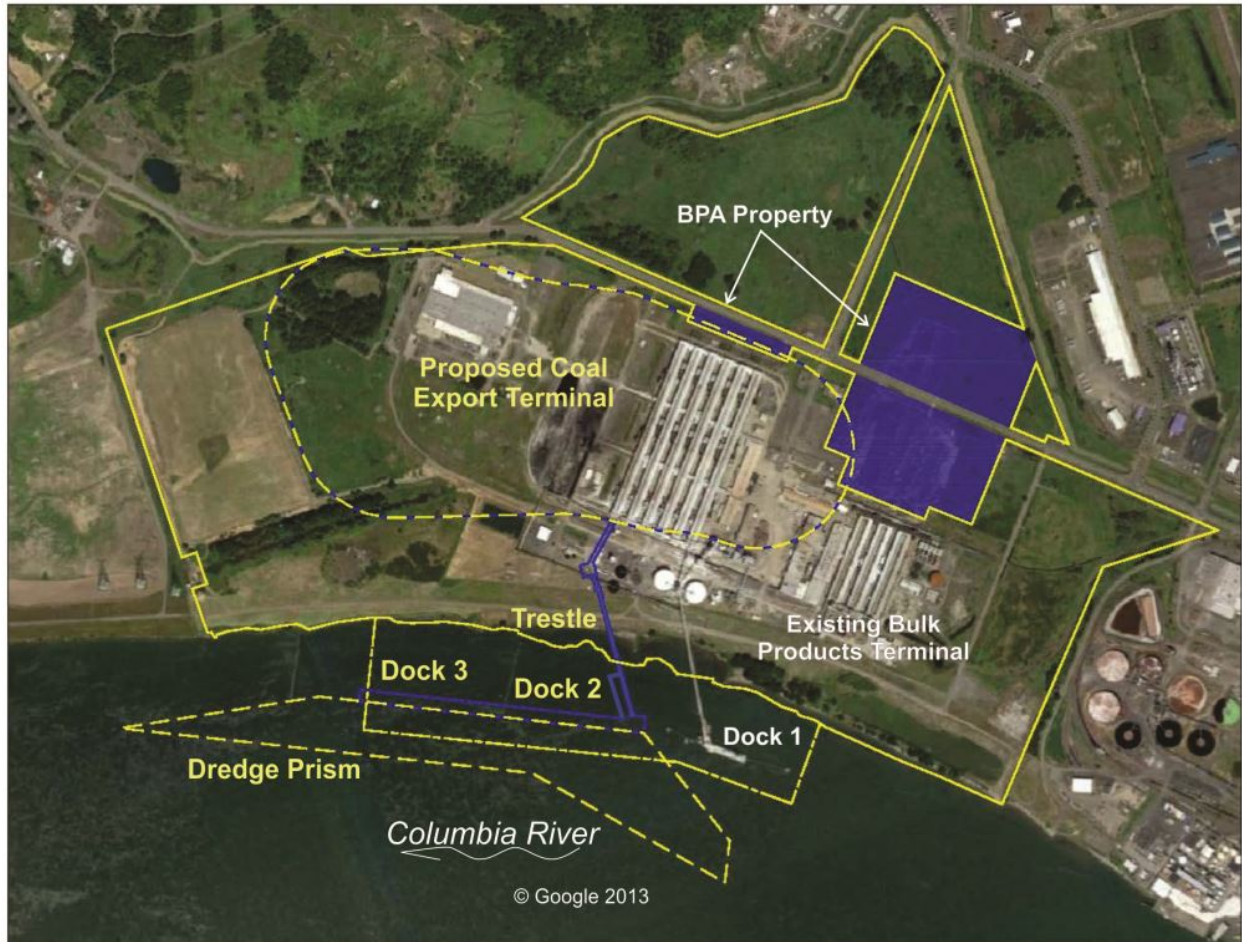 BPA Property
Proposed Coal
Export Terminal
Trestle
Existing Bulk
Products Terminal
Dock 3
Dock 2
Dock 1
Dredge Prism
Columbia River
© Google 2013